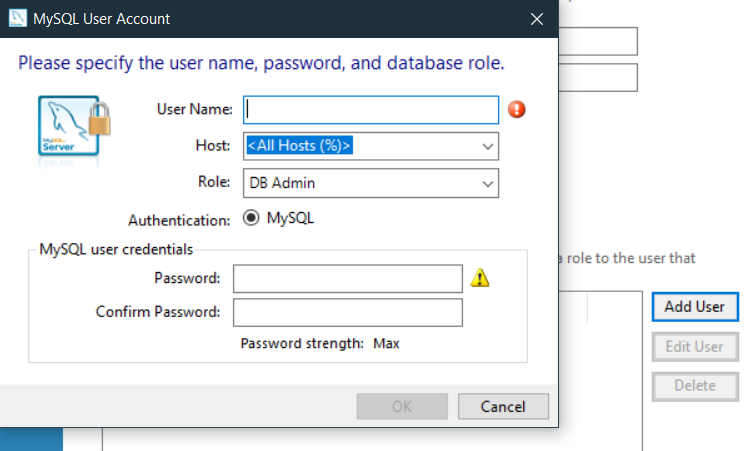 MySQL User Account
Please specify the user name, password, and database role.
MySQL
Server
User Name:
Host: <All Hosts (%)>
Role: DB Admin
Authentication: MySQL
MySQL user credentials
Password:
Confirm Password:
Password strength: Max
OK Cancel
a role to the user that
Add User
Edit User
Delete